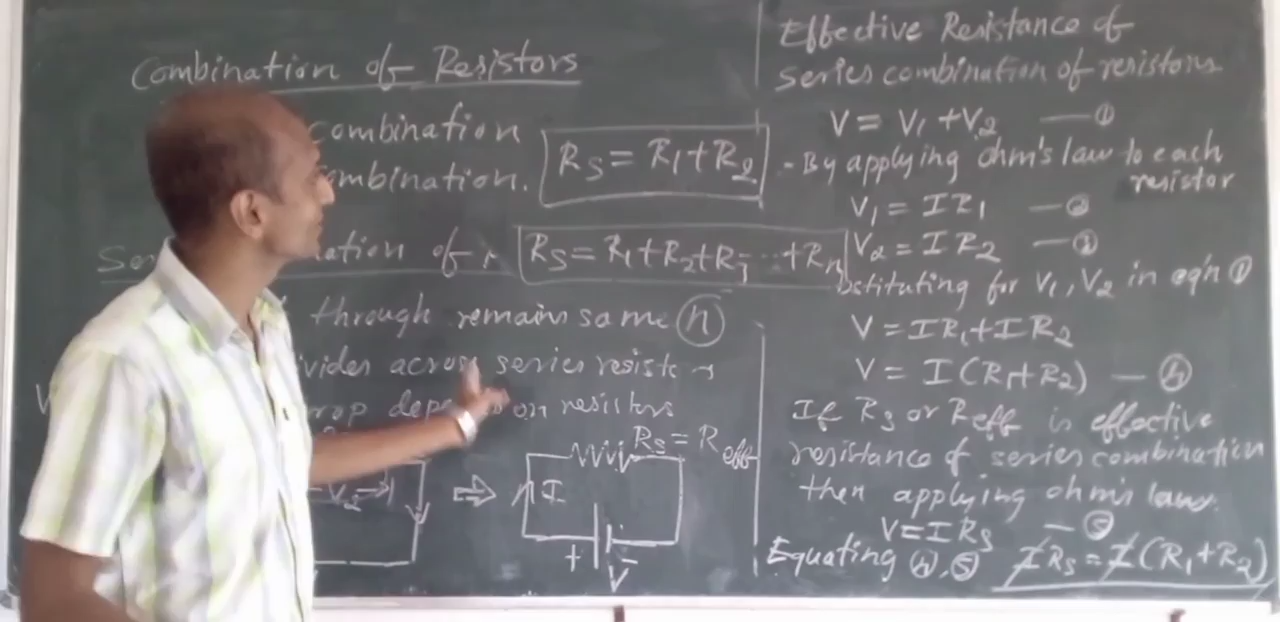 Combination of Resistors
combination
mbination.
Rs = R1+R2
ation of
Rs = R1+R2+R3 ... +Rn
through remains same n
vides across series resist
rop depe on resistors
V2
I
Rs = Reff
+ -
V
Effective Resistance of
series combination of resistors
V = V1 + V2 — ①
- By applying ohm's law to each
resistor
V1 = IR1 — ②
V2 = IR2 — ③
bstituting for V1, V2 in eqn ①
V = IR1 + IR2
V = I(R1+R2) — ④
If Rs or Reff is effective
resistance of series combination
then applying ohm's law.
V = IRs — ⑤
Equating ④, ⑤ IRs = I(R1+R2)